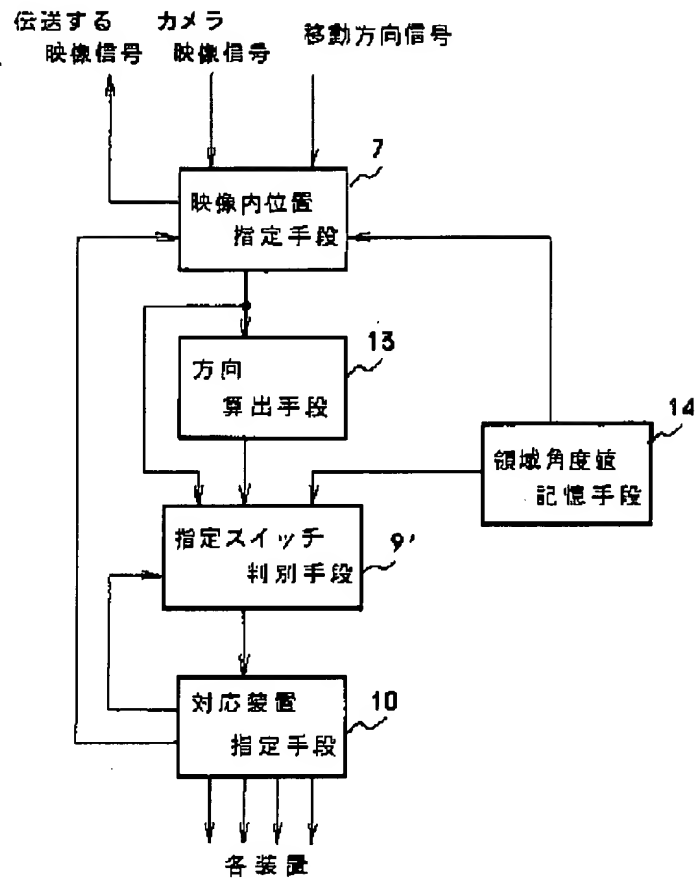 伝送する
映像信号
カメラ
映像信号
移動方向信号
7
映像内位置
指定手段
13
方向
算出手段
14
領域角度値
記憶手段
指定スイッチ
判別手段
9'
対応装置
指定手段
10
各装置